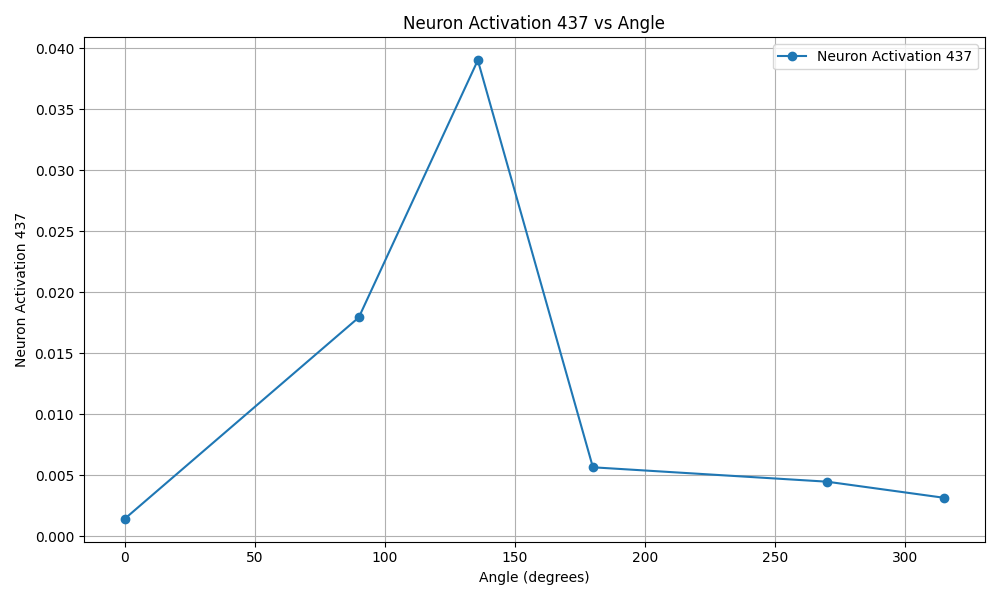 Neuron Activation 437 vs Angle
Neuron Activation 437
0.040
0.035
0.030
0.025
0.020
0.015
0.010
0.005
0.000
Neuron Activation 437
0 50 100 150 200 250 300
Angle (degrees)